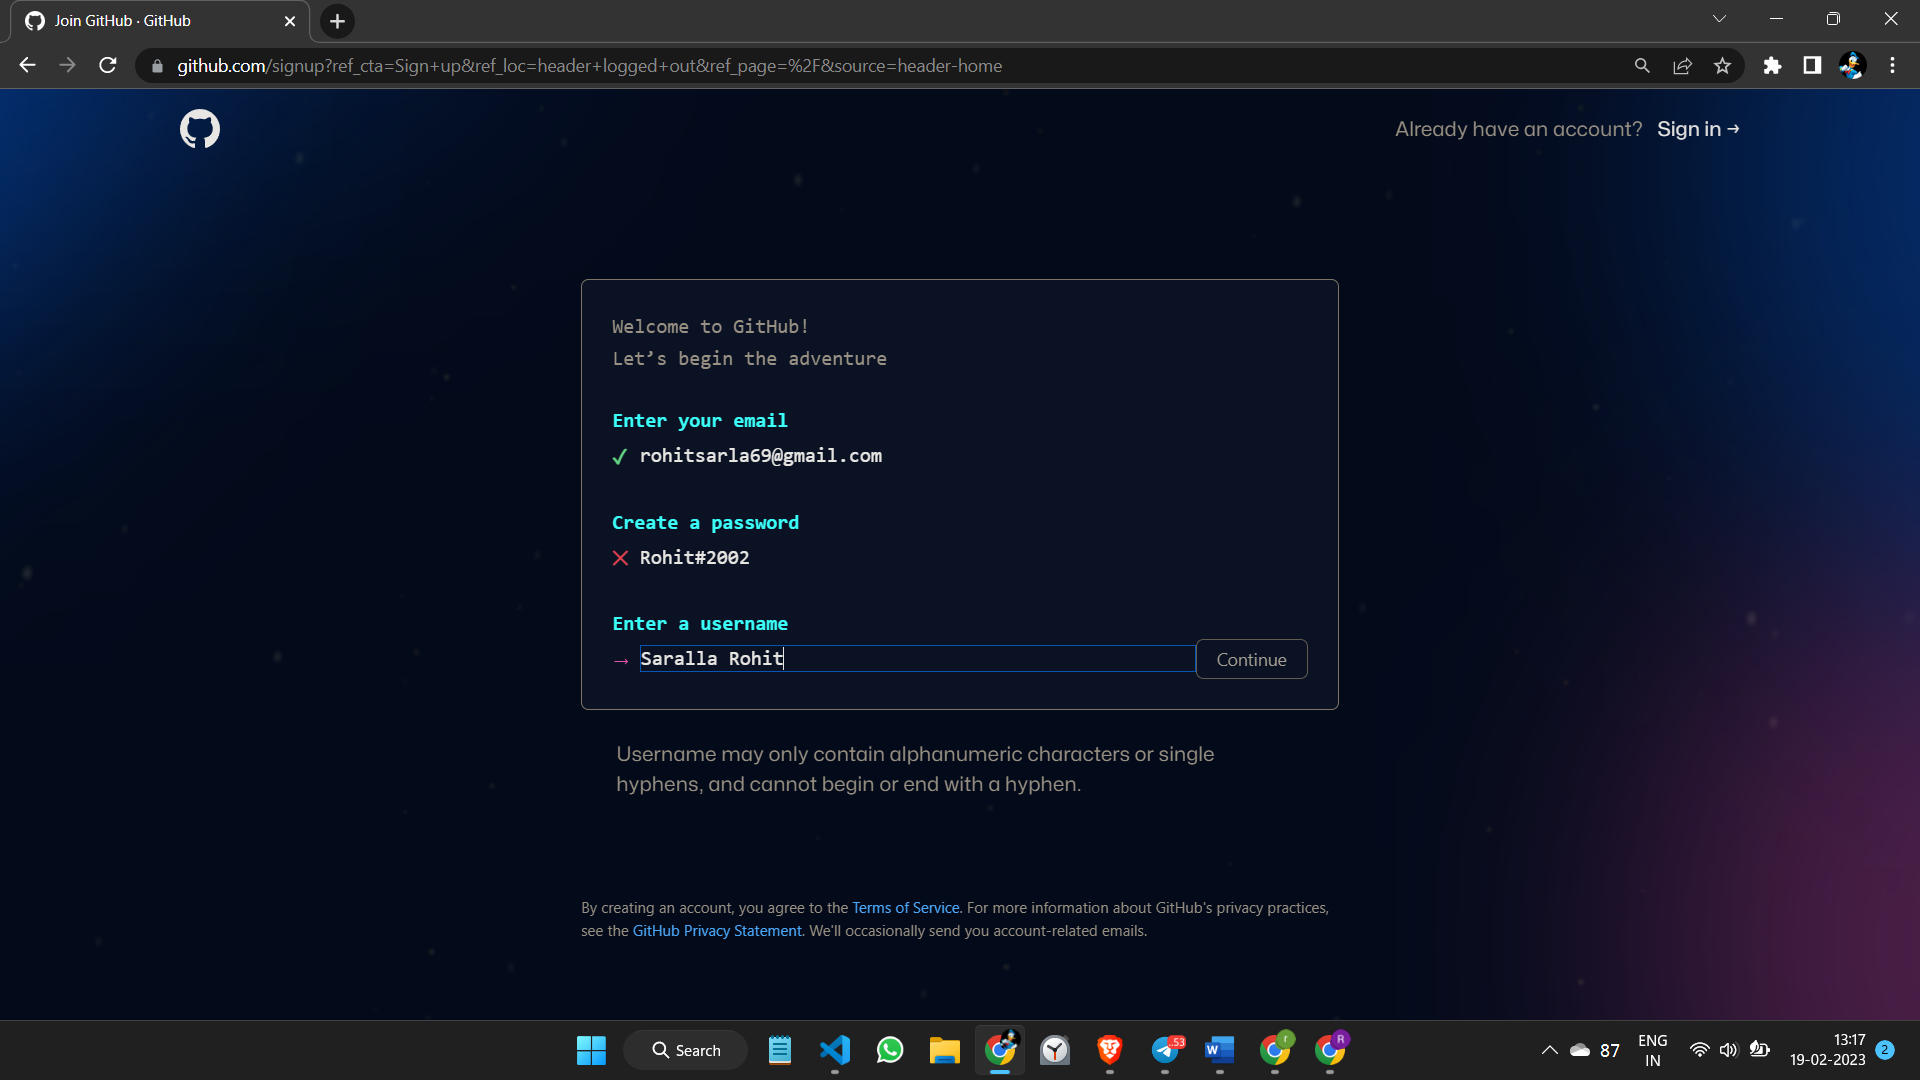 Join GitHub · GitHub
github.com/signup?ref_cta=Sign+up&ref_loc=header+logged+out&ref_page=%2F&source=header-home
Already have an account? Sign in →
Welcome to GitHub!
Let’s begin the adventure
Enter your email
✓ rohitsarla69@gmail.com
Create a password
✕ Rohit#2002
Enter a username
→ Saralla Rohit
Continue
Username may only contain alphanumeric characters or single
hyphens, and cannot begin or end with a hyphen.
By creating an account, you agree to the Terms of Service. For more information about GitHub's privacy practices,
see the GitHub Privacy Statement. We'll occasionally send you account-related emails.
Search
..53
W
r
R
87
ENG
IN
13:17
19-02-2023
2